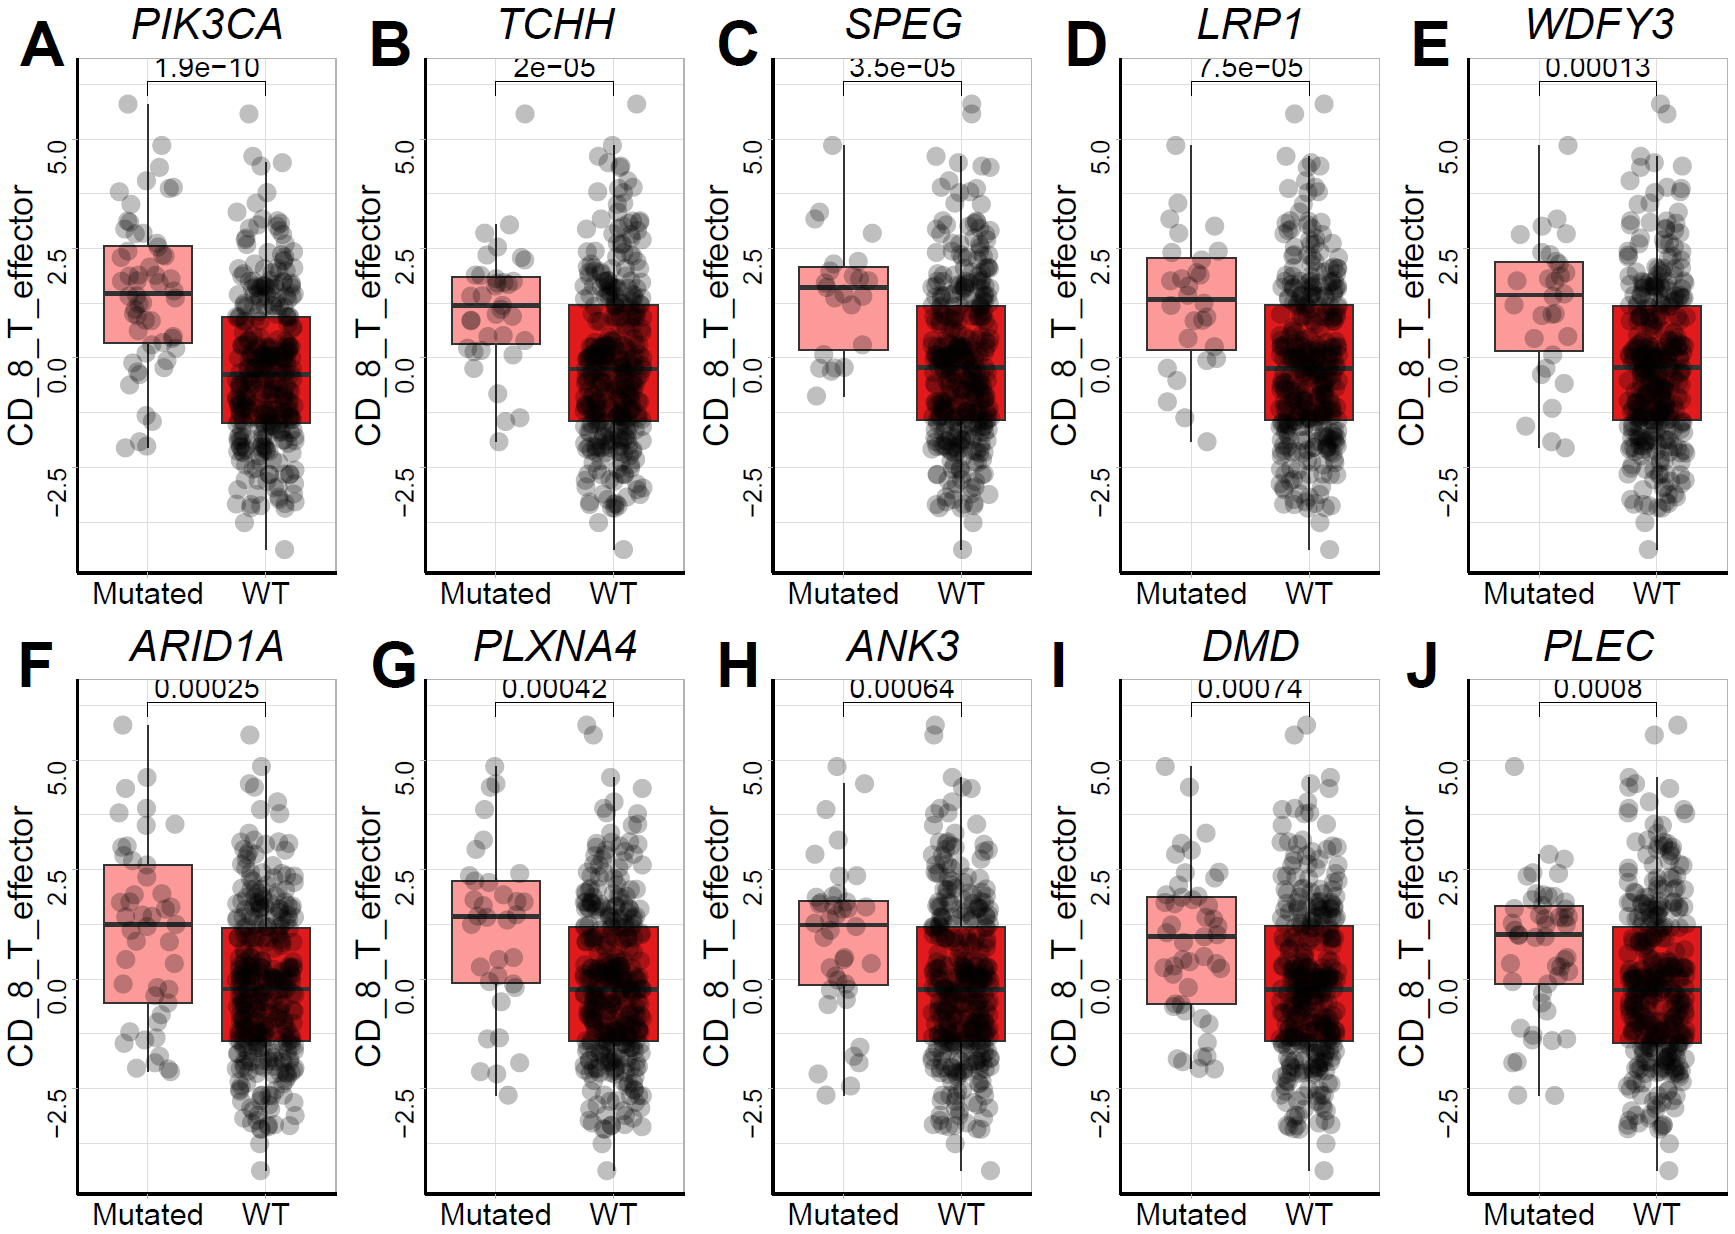 A PIK3CA
1.9e−10
CD_8_T_effector
5.0
2.5
0.0
−2.5
Mutated WT
B TCHH
2e−05
CD_8_T_effector
5.0
2.5
0.0
−2.5
Mutated WT
C SPEG
3.5e−05
CD_8_T_effector
5.0
2.5
0.0
−2.5
Mutated WT
D LRP1
7.5e−05
CD_8_T_effector
5.0
2.5
0.0
−2.5
Mutated WT
E WDFY3
0.00013
CD_8_T_effector
5.0
2.5
0.0
−2.5
Mutated WT
F ARID1A
0.00025
CD_8_T_effector
5.0
2.5
0.0
−2.5
Mutated WT
G PLXNA4
0.00042
CD_8_T_effector
5.0
2.5
0.0
−2.5
Mutated WT
H ANK3
0.00064
CD_8_T_effector
5.0
2.5
0.0
−2.5
Mutated WT
I DMD
0.00074
CD_8_T_effector
5.0
2.5
0.0
−2.5
Mutated WT
J PLEC
0.0008
CD_8_T_effector
5.0
2.5
0.0
−2.5
Mutated WT